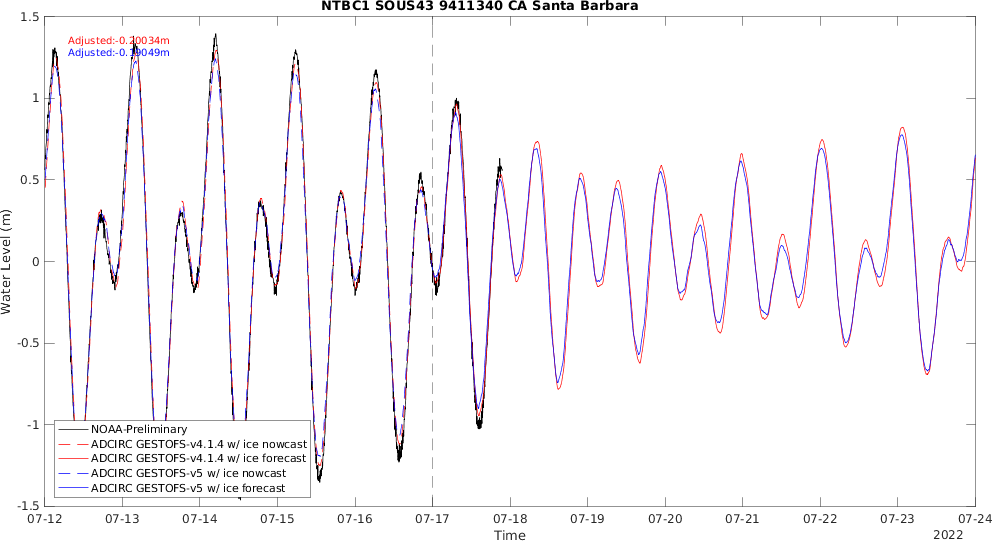 NTBC1 SOUS43 9411340 CA Santa Barbara
Adjusted:-0.20034m
Adjusted:-0.19049m
Water Level (m)
1.5
1
0.5
0
-0.5
-1
-1.5
NOAA-Preliminary
ADCIRC GESTOFS-v4.1.4 w/ ice nowcast
ADCIRC GESTOFS-v4.1.4 w/ ice forecast
ADCIRC GESTOFS-v5 w/ ice nowcast
ADCIRC GESTOFS-v5 w/ ice forecast
07-12 07-13 07-14 07-15 07-16 07-17 07-18 07-19 07-20 07-21 07-22 07-23 07-24
Time
2022